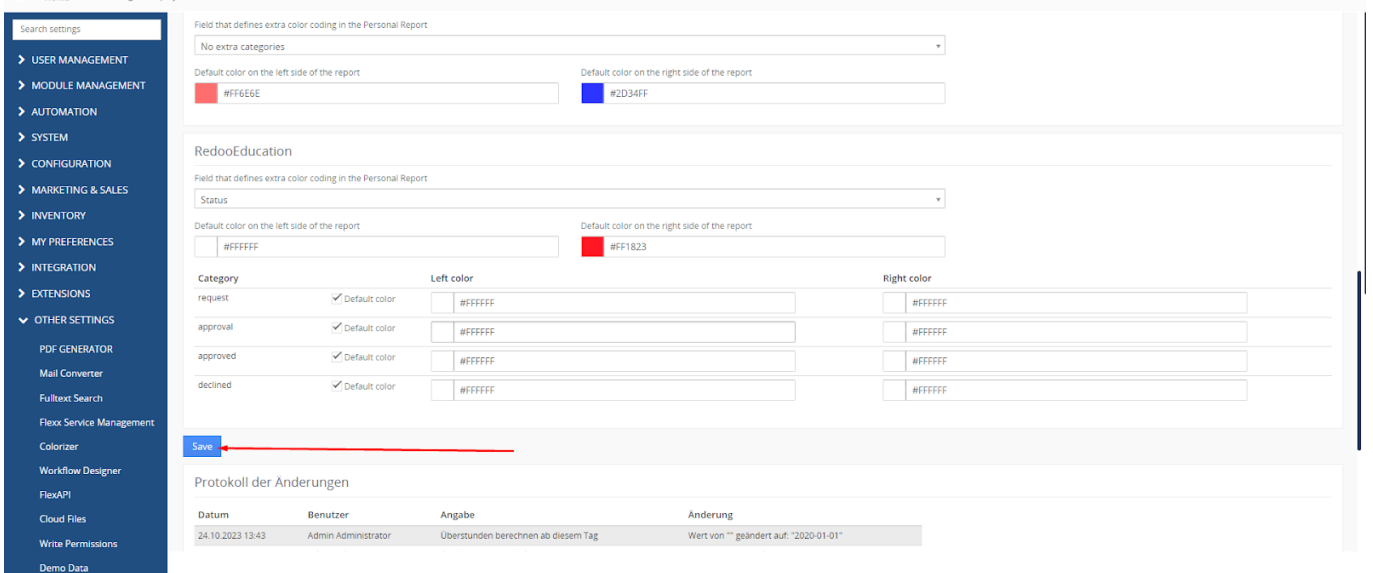 Search settings
USER MANAGEMENT
MODULE MANAGEMENT
AUTOMATION
SYSTEM
CONFIGURATION
MARKETING & SALES
INVENTORY
MY PREFERENCES
INTEGRATION
EXTENSIONS
OTHER SETTINGS
PDF GENERATOR
Mail Converter
Fulltext Search
Flexx Service Management
Colorizer
Workflow Designer
FlexAPI
Cloud Files
Write Permissions
Demo Data
Field that defines extra color coding in the Personal Report
No extra categories
Default color on the left side of the report Default color on the right side of the report
#FF6E6E #2D34FF
RedooEducation
Field that defines extra color coding in the Personal Report
Status
Default color on the left side of the report Default color on the right side of the report
#FFFFFF #FF1823
Category Left color Right color
request Default color #FFFFFF #FFFFFF
approval Default color #FFFFFF #FFFFFF
approved Default color #FFFFFF #FFFFFF
declined Default color #FFFFFF #FFFFFF
Save
Protokoll der Änderungen
Datum Benutzer Angabe Änderung
24.10.2023 13:43 Admin Administrator Überstunden berechnen ab diesem Tag Wert von "" geändert auf: "2020-01-01"